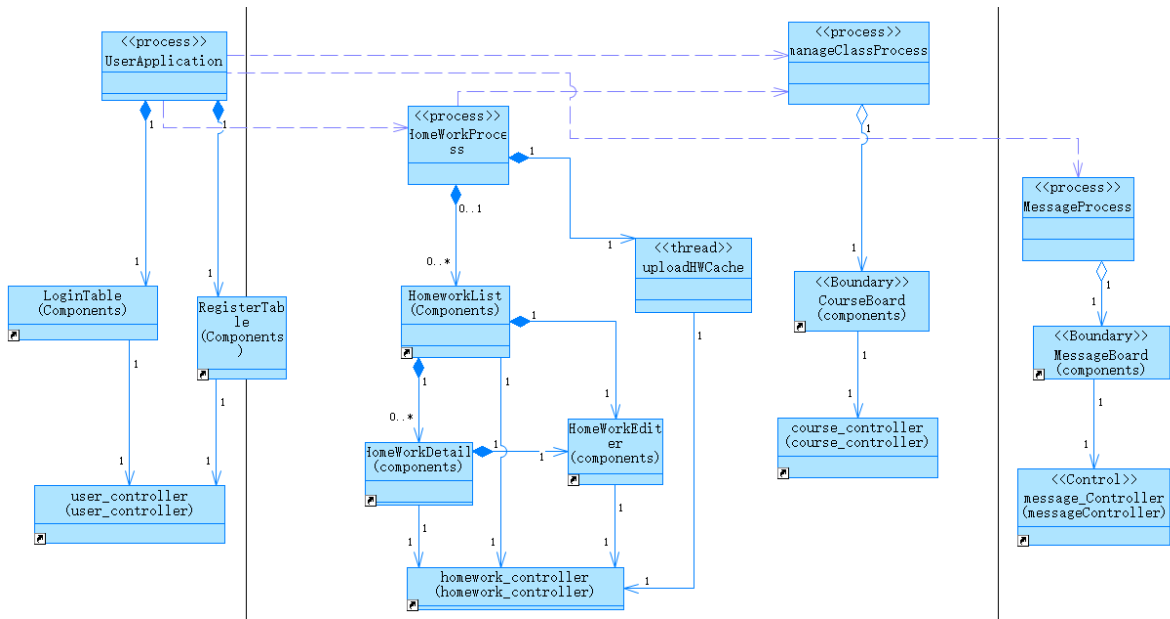 <<process>>
UserApplication
1
1
1
1
LoginTable
(Components)
RegisterTab
le
(Components
)
1
1
1
1
user_controller
(user_controller)
<<process>>
HomeWorkProce
ss
1
0..1
0..*
1
<<thread>>
uploadHWCache
HomeworkList
(Components)
1
1
1
1
0..*
1
HomeWorkDetail
(components)
1
1
HomeWorkEdit
er
(components)
1
1
1
1
1
1
homework_controller
(homework_controller)
<<process>>
manageClassProcess
1
1
<<Boundary>>
CourseBoard
(components)
1
1
course_controller
(course_controller)
<<process>>
MessageProcess
1
1
<<Boundary>>
MessageBoard
(components)
1
1
<<Control>>
message_Controller
(messageController)